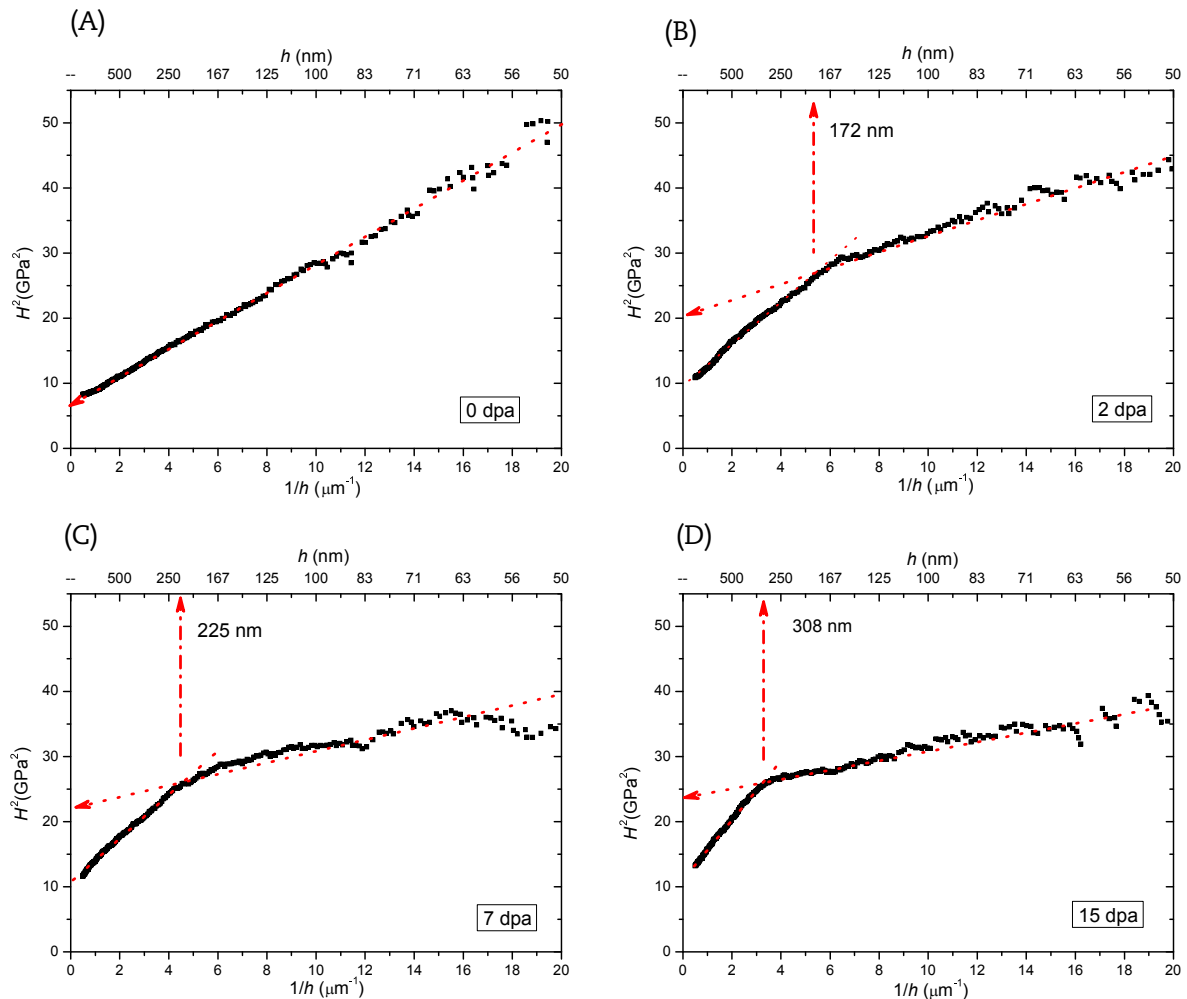 (A)
h (nm)
-- 500 250 167 125 100 83 71 63 56 50
50
40
30
20
10
0
H²(GPa²)
0 dpa
0 2 4 6 8 10 12 14 16 18 20
1/h (μm⁻¹)
(B)
h (nm)
-- 500 250 167 125 100 83 71 63 56 50
172 nm
50
40
30
20
10
0
H²(GPa²)
2 dpa
0 2 4 6 8 10 12 14 16 18 20
1/h (μm⁻¹)
(C)
h (nm)
-- 500 250 167 125 100 83 71 63 56 50
225 nm
50
40
30
20
10
0
H²(GPa²)
7 dpa
0 2 4 6 8 10 12 14 16 18 20
1/h (μm⁻¹)
(D)
h (nm)
-- 500 250 167 125 100 83 71 63 56 50
308 nm
50
40
30
20
10
0
H²(GPa²)
15 dpa
0 2 4 6 8 10 12 14 16 18 20
1/h (μm⁻¹)